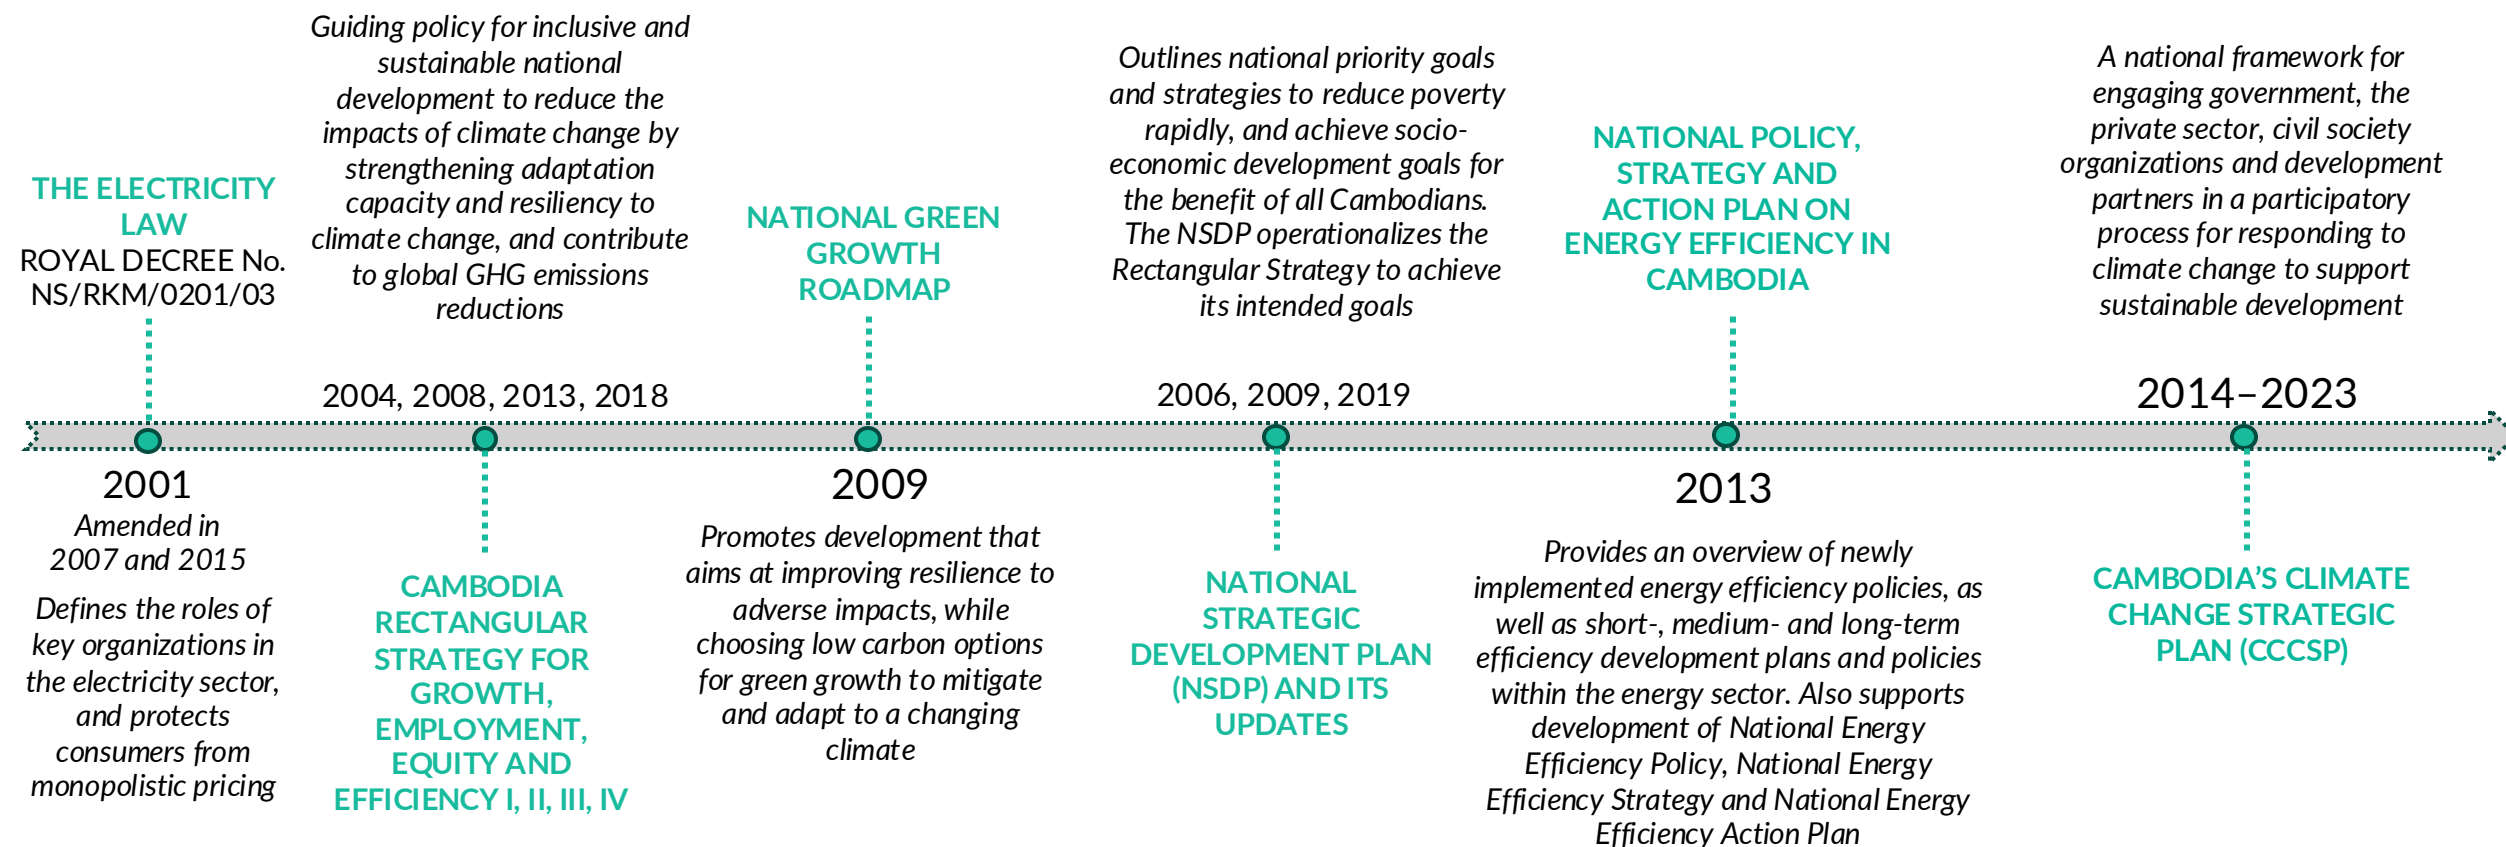 THE ELECTRICITY
LAW
ROYAL DECREE No.
NS/RKM/0201/03
2001
Amended in
2007 and 2015
Defines the roles of
key organizations in
the electricity sector,
and protects
consumers from
monopolistic pricing
Guiding policy for inclusive and
sustainable national
development to reduce the
impacts of climate change by
strengthening adaptation
capacity and resiliency to
climate change, and contribute
to global GHG emissions
reductions
2004, 2008, 2013, 2018
CAMBODIA
RECTANGULAR
STRATEGY FOR
GROWTH,
EMPLOYMENT,
EQUITY AND
EFFICIENCY I, II, III, IV
NATIONAL GREEN
GROWTH
ROADMAP
2009
Promotes development that
aims at improving resilience to
adverse impacts, while
choosing low carbon options
for green growth to mitigate
and adapt to a changing
climate
Outlines national priority goals
and strategies to reduce poverty
rapidly, and achieve socio-
economic development goals for
the benefit of all Cambodians.
The NSDP operationalizes the
Rectangular Strategy to achieve
its intended goals
2006, 2009, 2019
NATIONAL
STRATEGIC
DEVELOPMENT PLAN
(NSDP) AND ITS
UPDATES
NATIONAL POLICY,
STRATEGY AND
ACTION PLAN ON
ENERGY EFFICIENCY IN
CAMBODIA
2013
Provides an overview of newly
implemented energy efficiency policies, as
well as short-, medium- and long-term
efficiency development plans and policies
within the energy sector. Also supports
development of National Energy
Efficiency Policy, National Energy
Efficiency Strategy and National Energy
Efficiency Action Plan
A national framework for
engaging government, the
private sector, civil society
organizations and development
partners in a participatory
process for responding to
climate change to support
sustainable development
2014–2023
CAMBODIA’S CLIMATE
CHANGE STRATEGIC
PLAN (CCCSP)